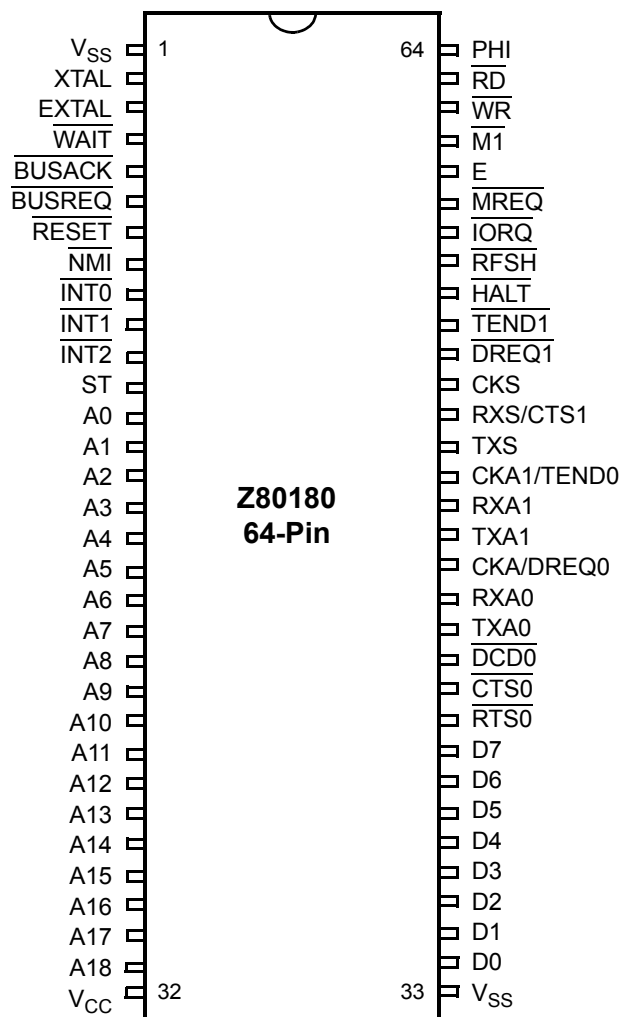 VSS 1 64 PHI
XTAL RD
EXTAL WR
WAIT M1
BUSACK E
BUSREQ MREQ
RESET IORQ
NMI RFSH
INT0 HALT
INT1 TEND1
INT2 DREQ1
ST CKS
A0 RXS/CTS1
A1 TXS
A2 CKA1/TEND0
A3 RXA1
A4 TXA1
A5 CKA/DREQ0
A6 RXA0
A7 TXA0
A8 DCD0
A9 CTS0
A10 RTS0
A11 D7
A12 D6
A13 D5
A14 D4
A15 D3
A16 D2
A17 D1
A18 D0
VCC 32 33 VSS
Z80180
64-Pin